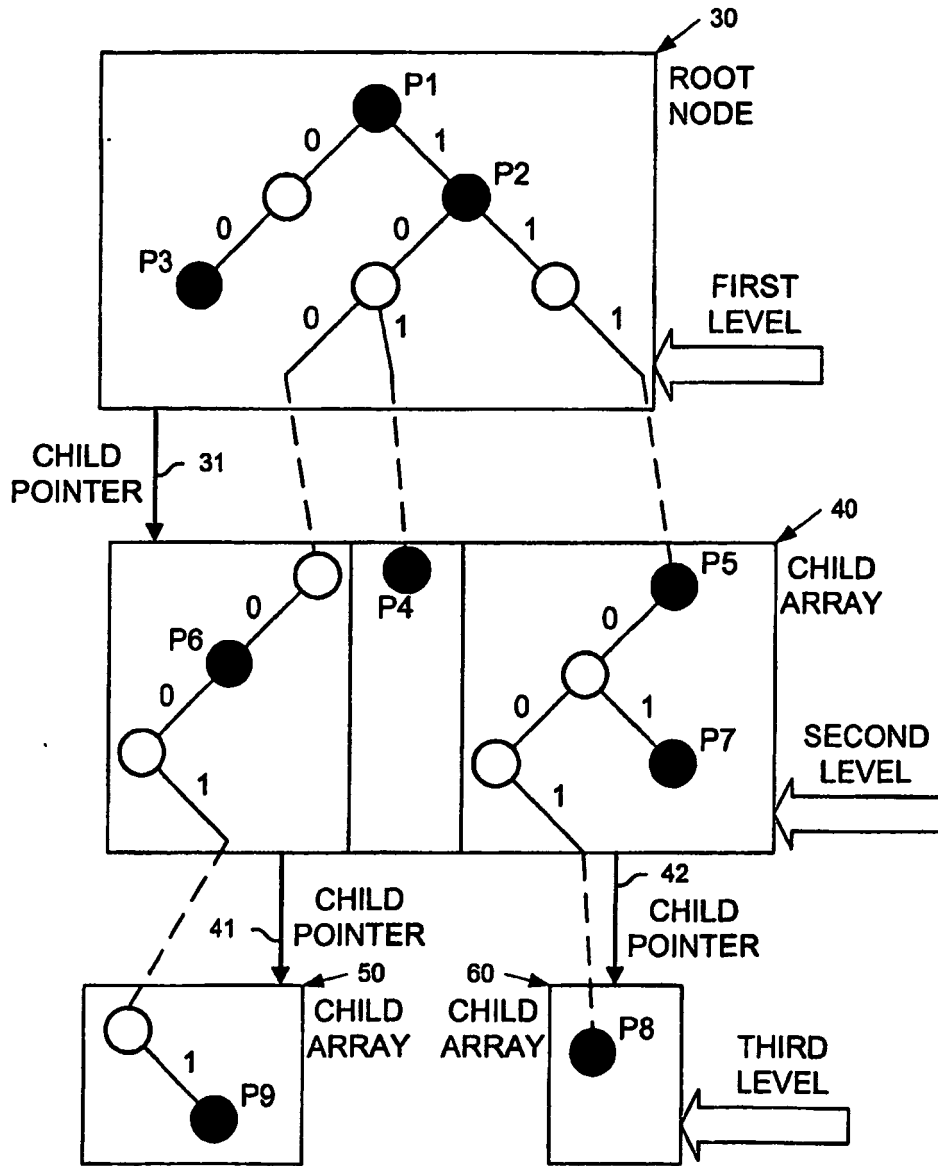 30
ROOT
NODE
P1
0
1
P2
0
0
1
P3
0
1
1
FIRST
LEVEL
CHILD
POINTER
31
40
P5
CHILD
ARRAY
0
P4
0
P6
0
0
1
P7
1
1
SECOND
LEVEL
42
CHILD
POINTER
41
CHILD
POINTER
50
60
CHILD
ARRAY
CHILD
ARRAY
P8
1
P9
THIRD
LEVEL